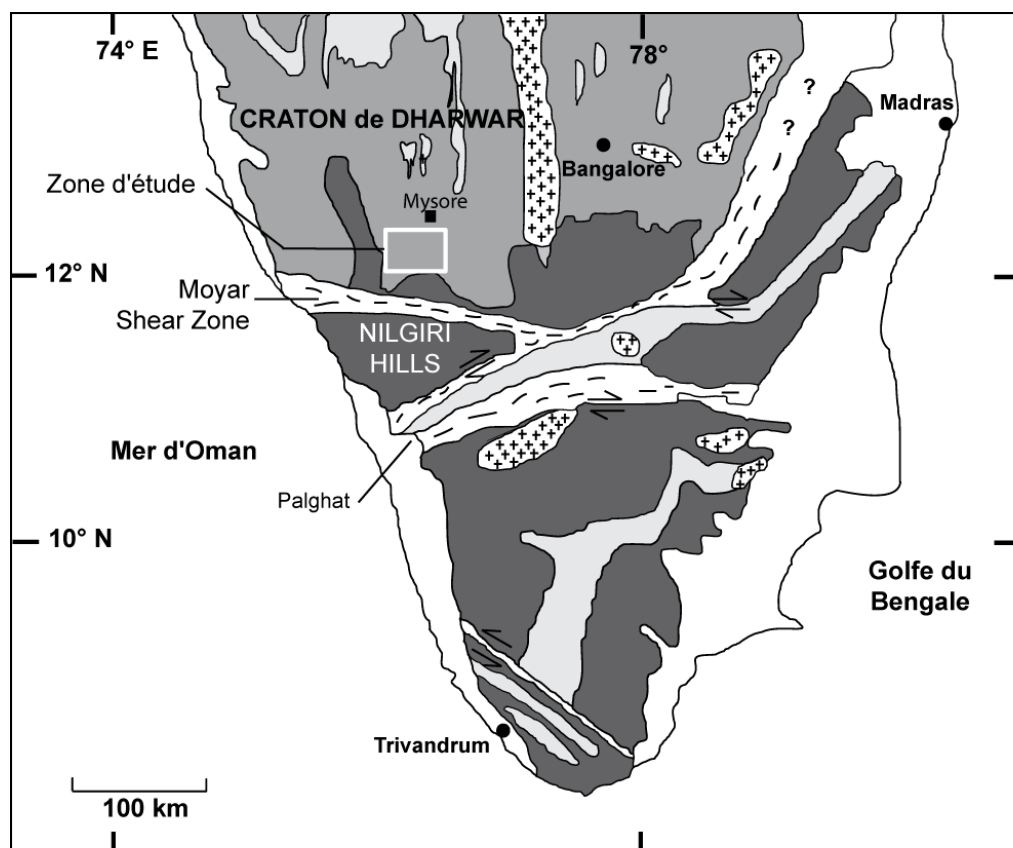 74° E
78°
?
?
Madras
CRATON de DHARWAR
Bangalore
Zone d'étude
Mysore
12° N
Moyar
Shear Zone
NILGIRI
HILLS
Mer d'Oman
Palghat
10° N
Golfe du
Bengale
Trivandrum
100 km